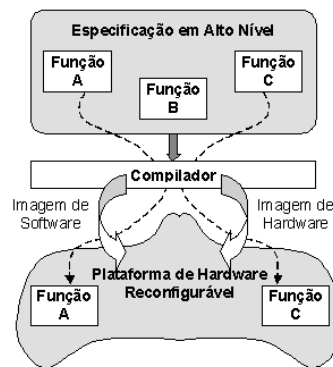 Especificação em Alto Nível
Função
A
Função
B
Função
C
Compilador
Imagem de
Software
Imagem de
Hardware
Plataforma de Hardware
Reconfigurável
Função
A
Função
C